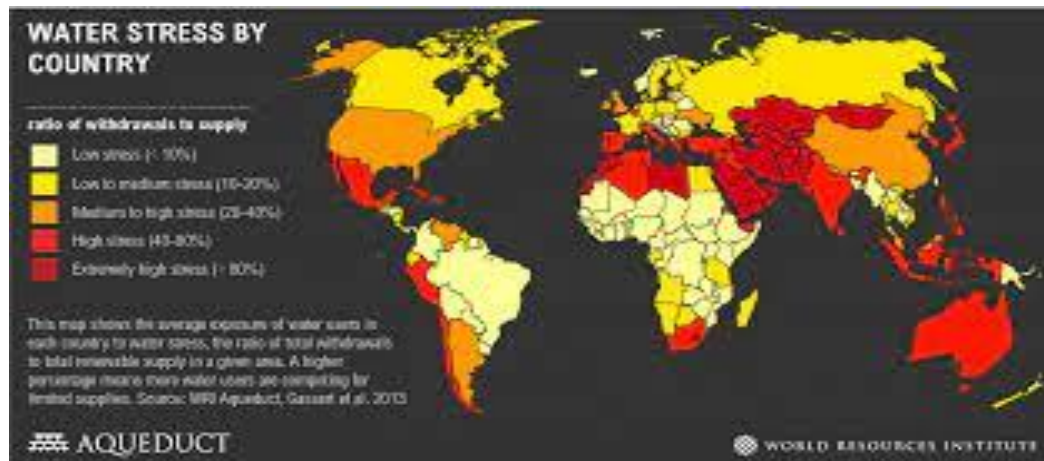 WATER STRESS BY
COUNTRY
ratio of withdrawals to supply
Low stress (< 10%)
Low to medium stress (10-20%)
Medium to high stress (20-40%)
High stress (40-80%)
Extremely high stress (> 80%)
This map shows the average exposure of water users in
each country to water stress, the ratio of total withdrawals
to total renewable supply in a given area. A higher
percentage means more water users are competing for
limited supplies. Source: WRI Aqueduct, Gassert et al. 2013
AQUEDUCT
WORLD RESOURCES INSTITUTE